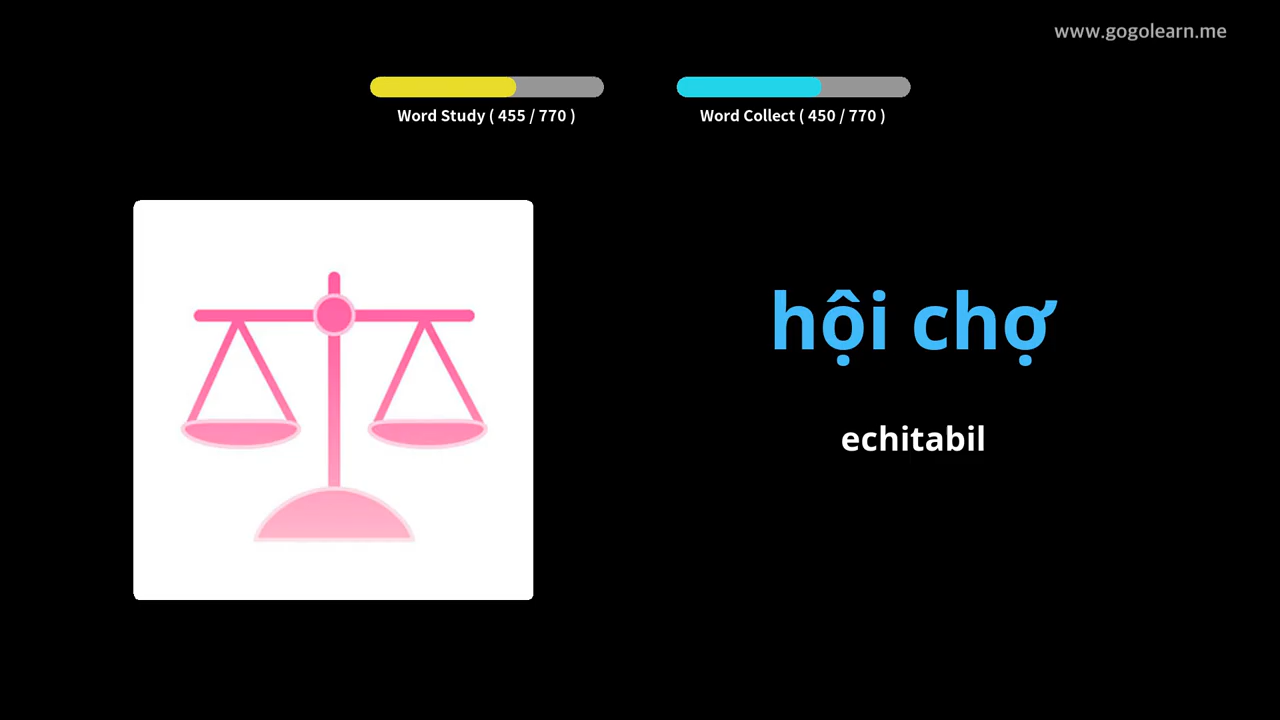 www.gogolearn.me
Word Study ( 455 / 770 )
Word Collect ( 450 / 770 )
hội chợ
echitabil